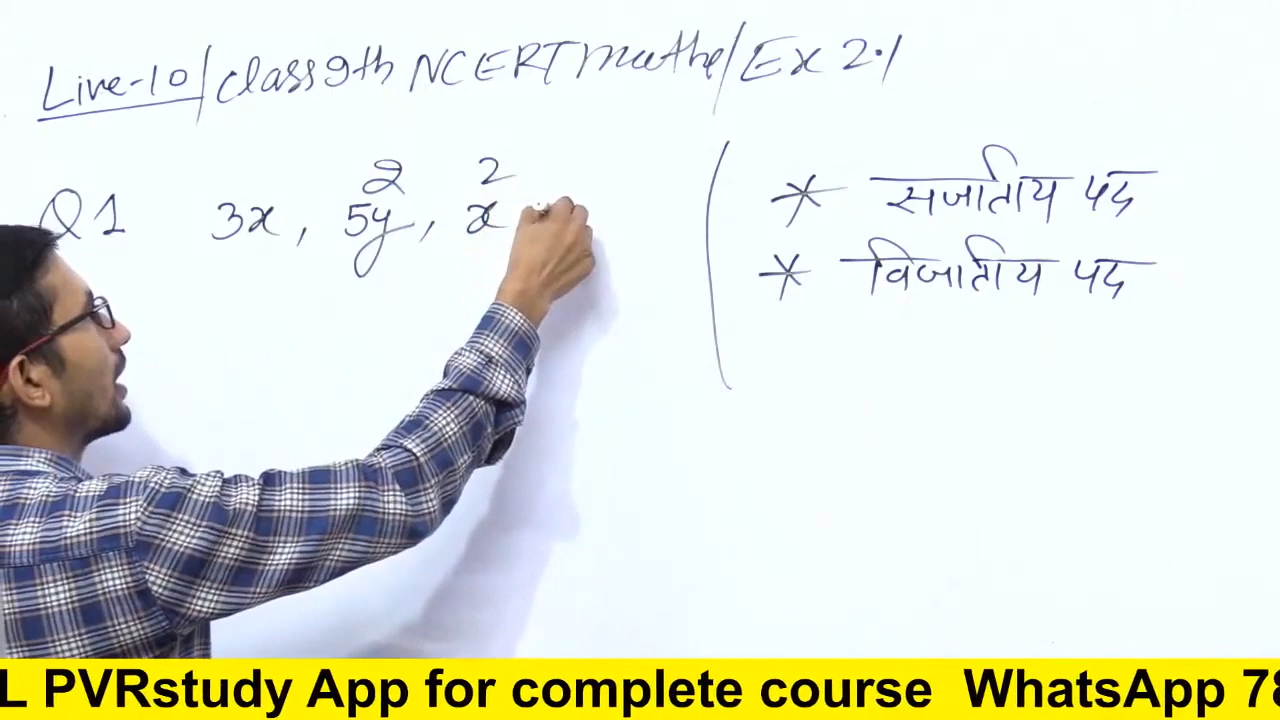 Live-10/class 9th NCERT maths/Ex 2.1
Q1 3x, 5y², x²
* सजातीय पद
* विजातीय पद
L PVRstudy App for complete course WhatsApp 78